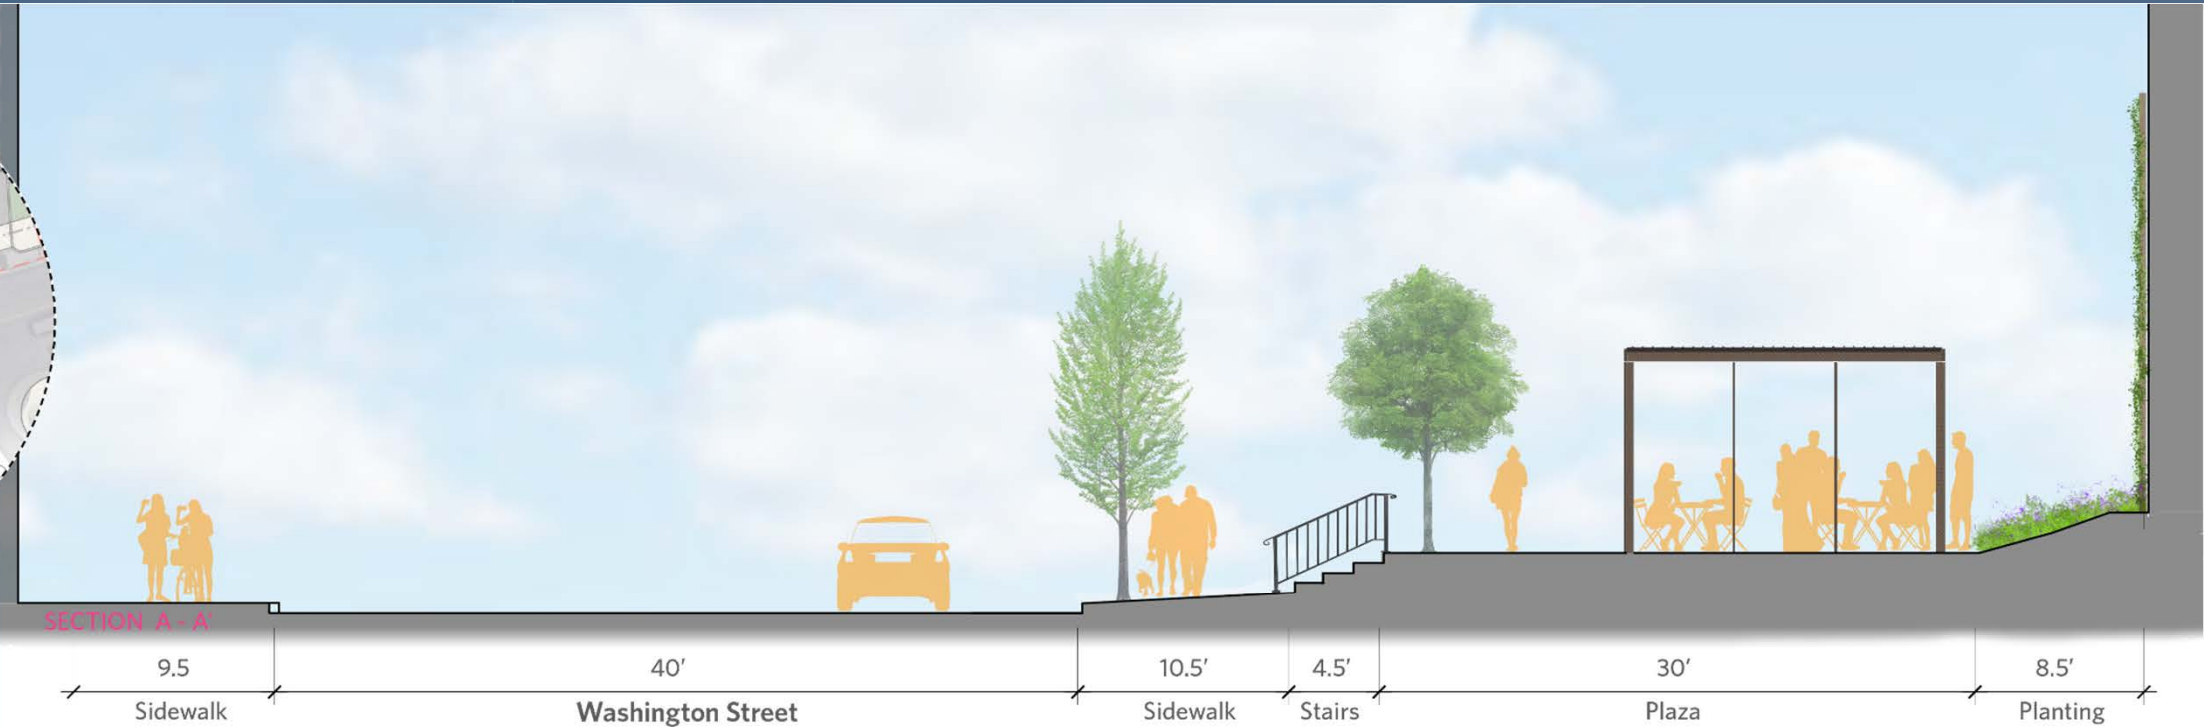 SECTION A - A'
9.5 40' 10.5' 4.5' 30' 8.5'
Sidewalk Washington Street Sidewalk Stairs Plaza Planting